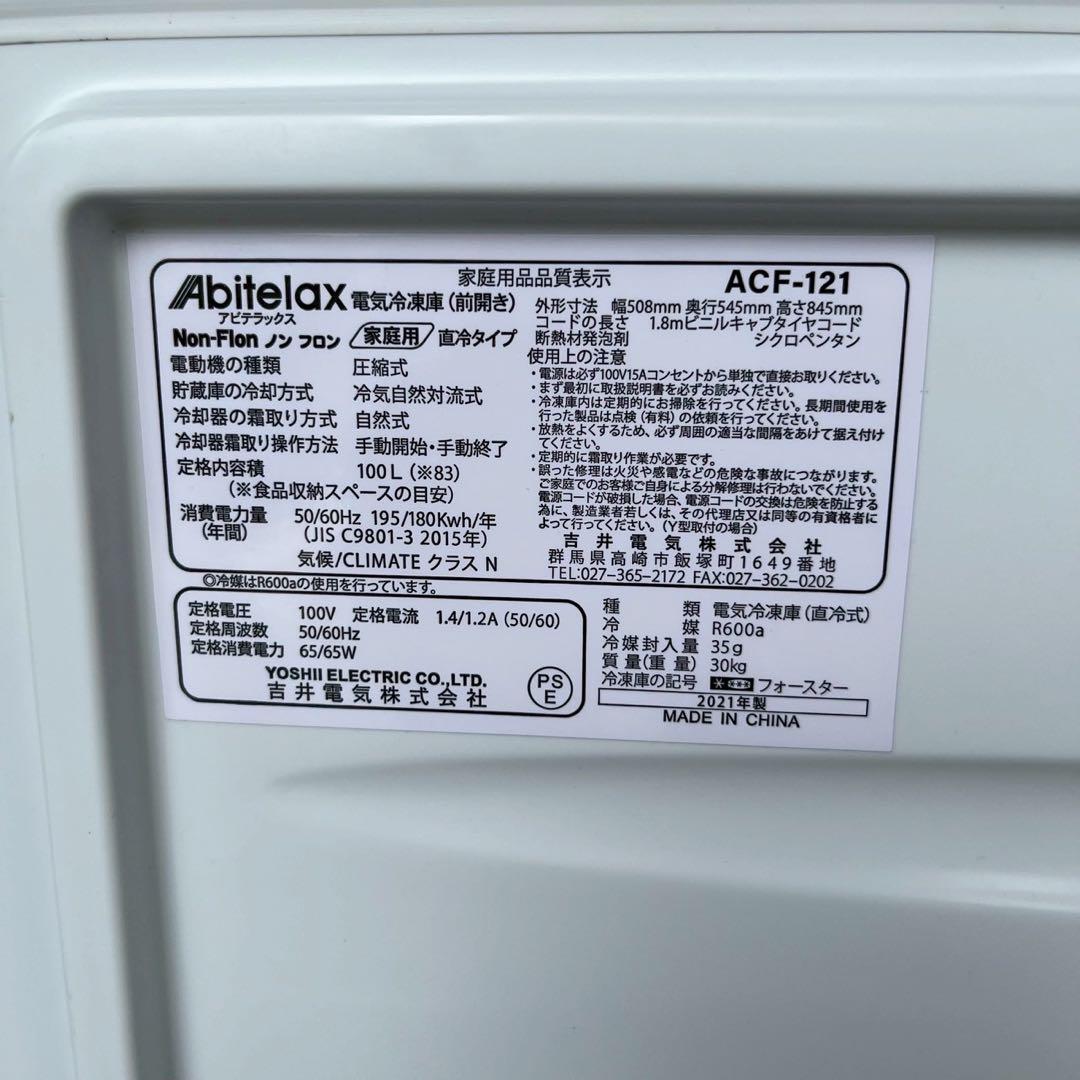 家庭用品品質表示
ACF-121
Abitelax 電気冷凍庫(前開き)
アビテラックス
Non-Flon ノン フロン 家庭用 直冷タイプ
電動機の種類 圧縮式
貯蔵庫の冷却方式 冷気自然対流式
冷却器の霜取り方式 自然式
冷却器霜取り操作方法 手動開始・手動終了
定格内容積 100L (※83)
(※食品収納スペースの目安)
消費電力量 50/60Hz 195/180Kwh/年
(年間) (JIS C9801-3 2015年)
気候/CLIMATE クラス N
外形寸法 幅508mm 奥行545mm 高さ845mm
コードの長さ 1.8mビニルキャブタイヤコード
断熱材発泡剤 シクロペンタン
使用上の注意
・電源は必ず100V15Aコンセントから単独で直接お取りください。
・まず最初に取扱説明書を必ずお読みください。
・冷凍庫内は定期的にお掃除を行ってください。長期間使用を
行った製品は点検(有料)の依頼を行ってください。
・放熱をよくするため、必ず周囲の適当な間隔をあけて据え付け
てください。
・定期的に霜取り作業が必要です。
・誤った修理は火災や感電などの危険な事故につながります。
ご家庭でのお客様ご自身による分解修理は行わないでください。
電源コードが破損した場合、電源コードの交換は危険を防止する
為に、製造業者若しくは、その代理店又は同等の有資格者に
よって行ってください。(Y型取付の場合)
吉井電気株式会社
群馬県高崎市飯塚町1649番地
TEL:027-365-2172 FAX:027-362-0202
◎冷媒はR600aの使用を行っています。
定格電圧 100V 定格電流 1.4/1.2A (50/60)
定格周波数 50/60Hz
定格消費電力 65/65W
YOSHII ELECTRIC CO.,LTD.
吉井電気株式会社
PS
E
種類 電気冷凍庫(直冷式)
冷媒 R600a
冷媒封入量 35g
質量(重量) 30kg
冷凍庫の記号 フォースター
2021年製
MADE IN CHINA